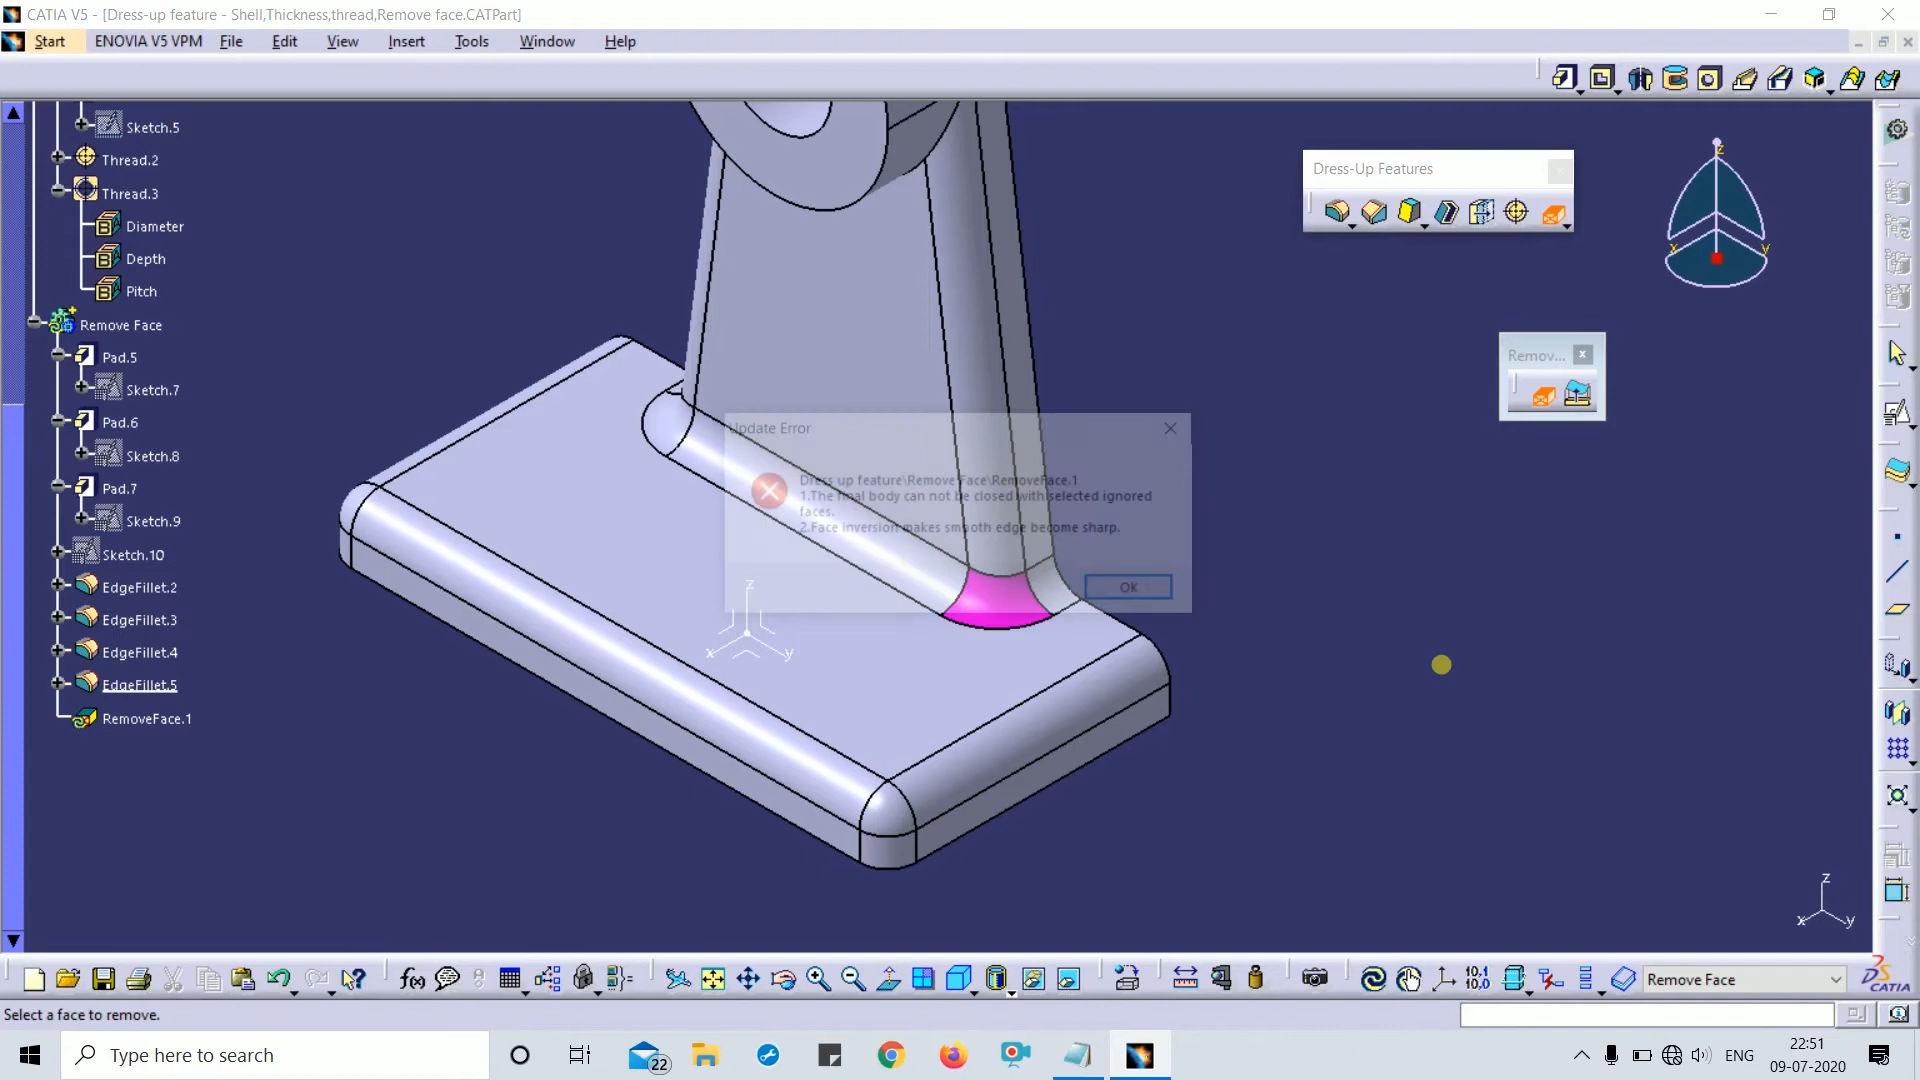 CATIA V5 - [Dress-up feature - Shell,Thickness,thread,Remove face.CATPart]
Start ENOVIA V5 VPM File Edit View Insert Tools Window Help
Sketch.5
Thread.2
Thread.3
Diameter
Depth
Pitch
Remove Face
Pad.5
Sketch.7
Pad.6
Sketch.8
Pad.7
Sketch.9
Sketch.10
EdgeFillet.2
EdgeFillet.3
EdgeFillet.4
EdgeFillet.5
RemoveFace.1
Dress-Up Features
z
x
y
Remov...
Update Error
Dress up feature\Remove Face\RemoveFace.1
1.The final body can not be closed with selected ignored
faces.
2.Face inversion makes smooth edge become sharp.
OK
z
x
y
z
x
y
f(x)
10,1
10,0
Remove Face
CATIA
Select a face to remove.
Type here to search
22
ENG
22:51
09-07-2020